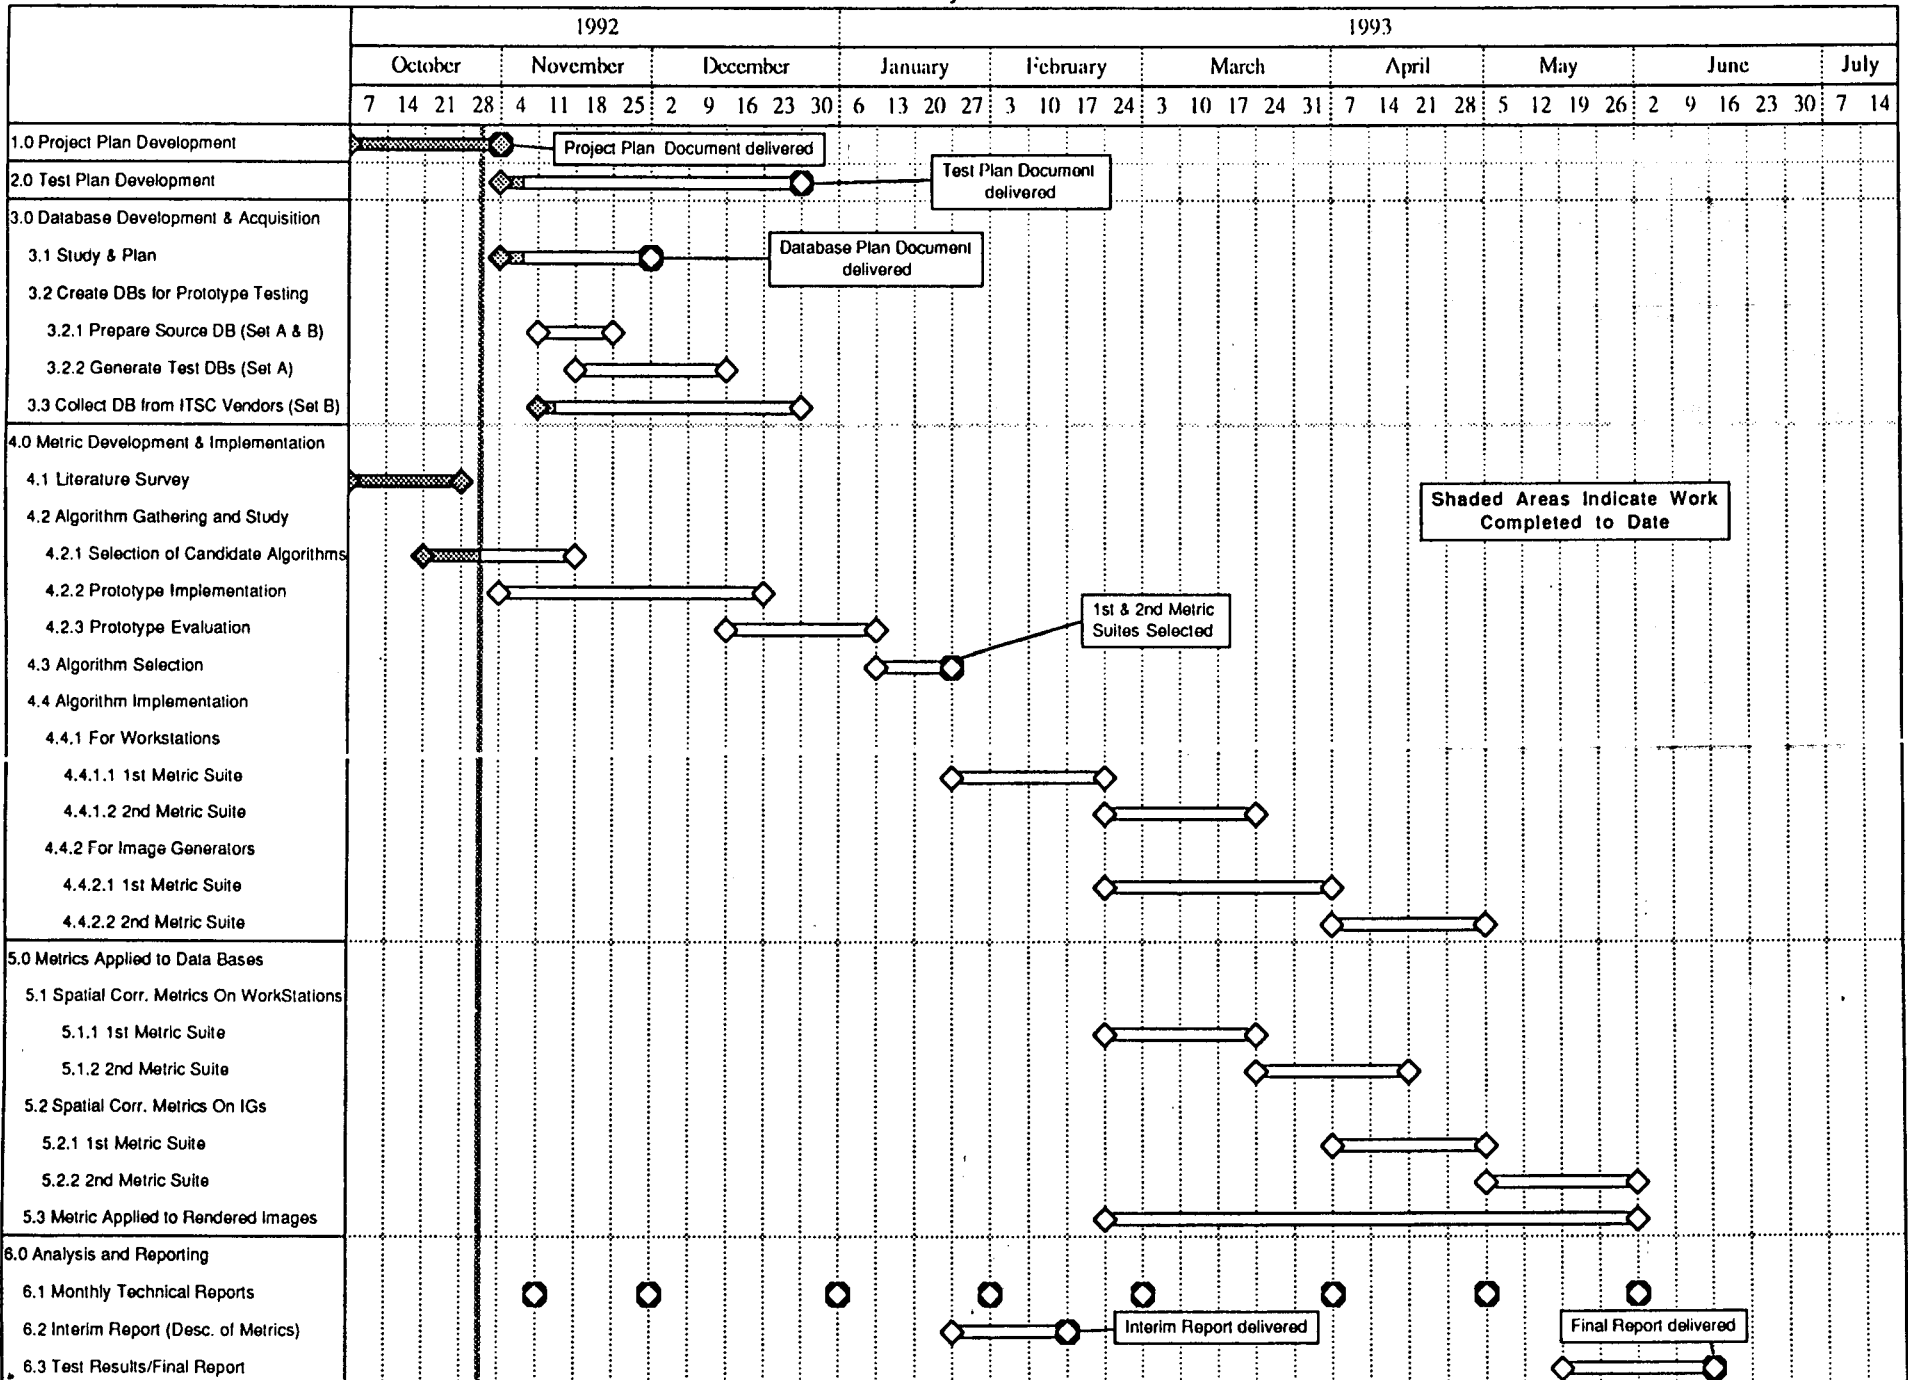 1992 1993
October November December January February March April May June July
7 14 21 28 4 11 18 25 2 9 16 23 30 6 13 20 27 3 10 17 24 3 10 17 24 31 7 14 21 28 5 12 19 26 2 9 16 23 30 7 14
1.0 Project Plan Development
Project Plan Document delivered
2.0 Test Plan Development
Test Plan Document
delivered
3.0 Database Development & Acquisition
3.1 Study & Plan
Database Plan Document
delivered
3.2 Create DBs for Prototype Testing
3.2.1 Prepare Source DB (Set A & B)
3.2.2 Generate Test DBs (Set A)
3.3 Collect DB from ITSC Vendors (Set B)
4.0 Metric Development & Implementation
4.1 Literature Survey
Shaded Areas Indicate Work
Completed to Date
4.2 Algorithm Gathering and Study
4.2.1 Selection of Candidate Algorithms
4.2.2 Prototype Implementation
4.2.3 Prototype Evaluation
1st & 2nd Metric
Suites Selected
4.3 Algorithm Selection
4.4 Algorithm Implementation
4.4.1 For Workstations
4.4.1.1 1st Metric Suite
4.4.1.2 2nd Metric Suite
4.4.2 For Image Generators
4.4.2.1 1st Metric Suite
4.4.2.2 2nd Metric Suite
5.0 Metrics Applied to Data Bases
5.1 Spatial Corr. Metrics On WorkStations
5.1.1 1st Metric Suite
5.1.2 2nd Metric Suite
5.2 Spatial Corr. Metrics On IGs
5.2.1 1st Metric Suite
5.2.2 2nd Metric Suite
5.3 Metric Applied to Rendered Images
6.0 Analysis and Reporting
6.1 Monthly Technical Reports
6.2 Interim Report (Desc. of Metrics)
Interim Report delivered
Final Report delivered
6.3 Test Results/Final Report